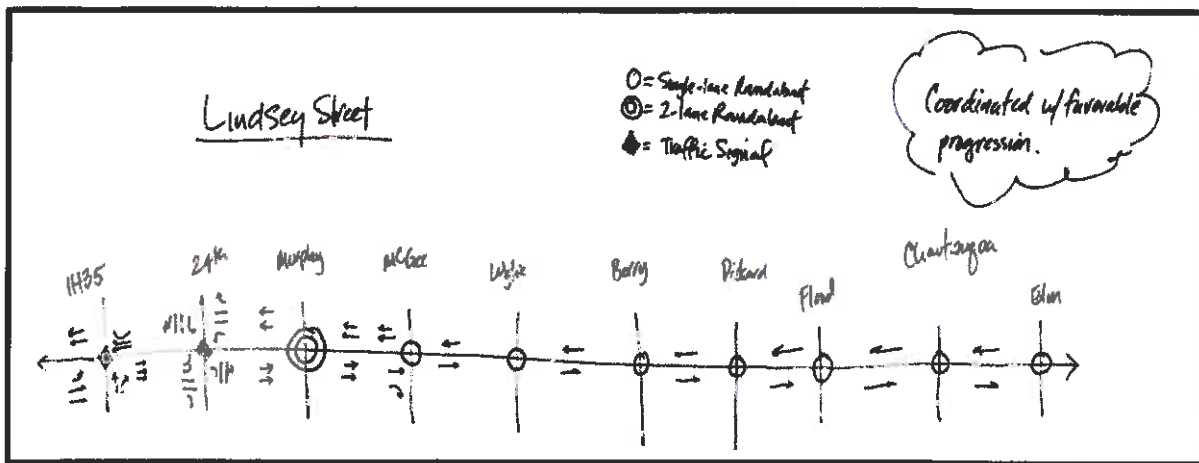 Lindsey Street
O = Single-lane Roundabout
◎ = 2-lane Roundabout
◆ = Traffic Signal
Coordinated w/ favorable
progression.
IH35
24th
Murphy
McGee
Wylie
Berry
Pickard
Flood
Chautauqua
Elm